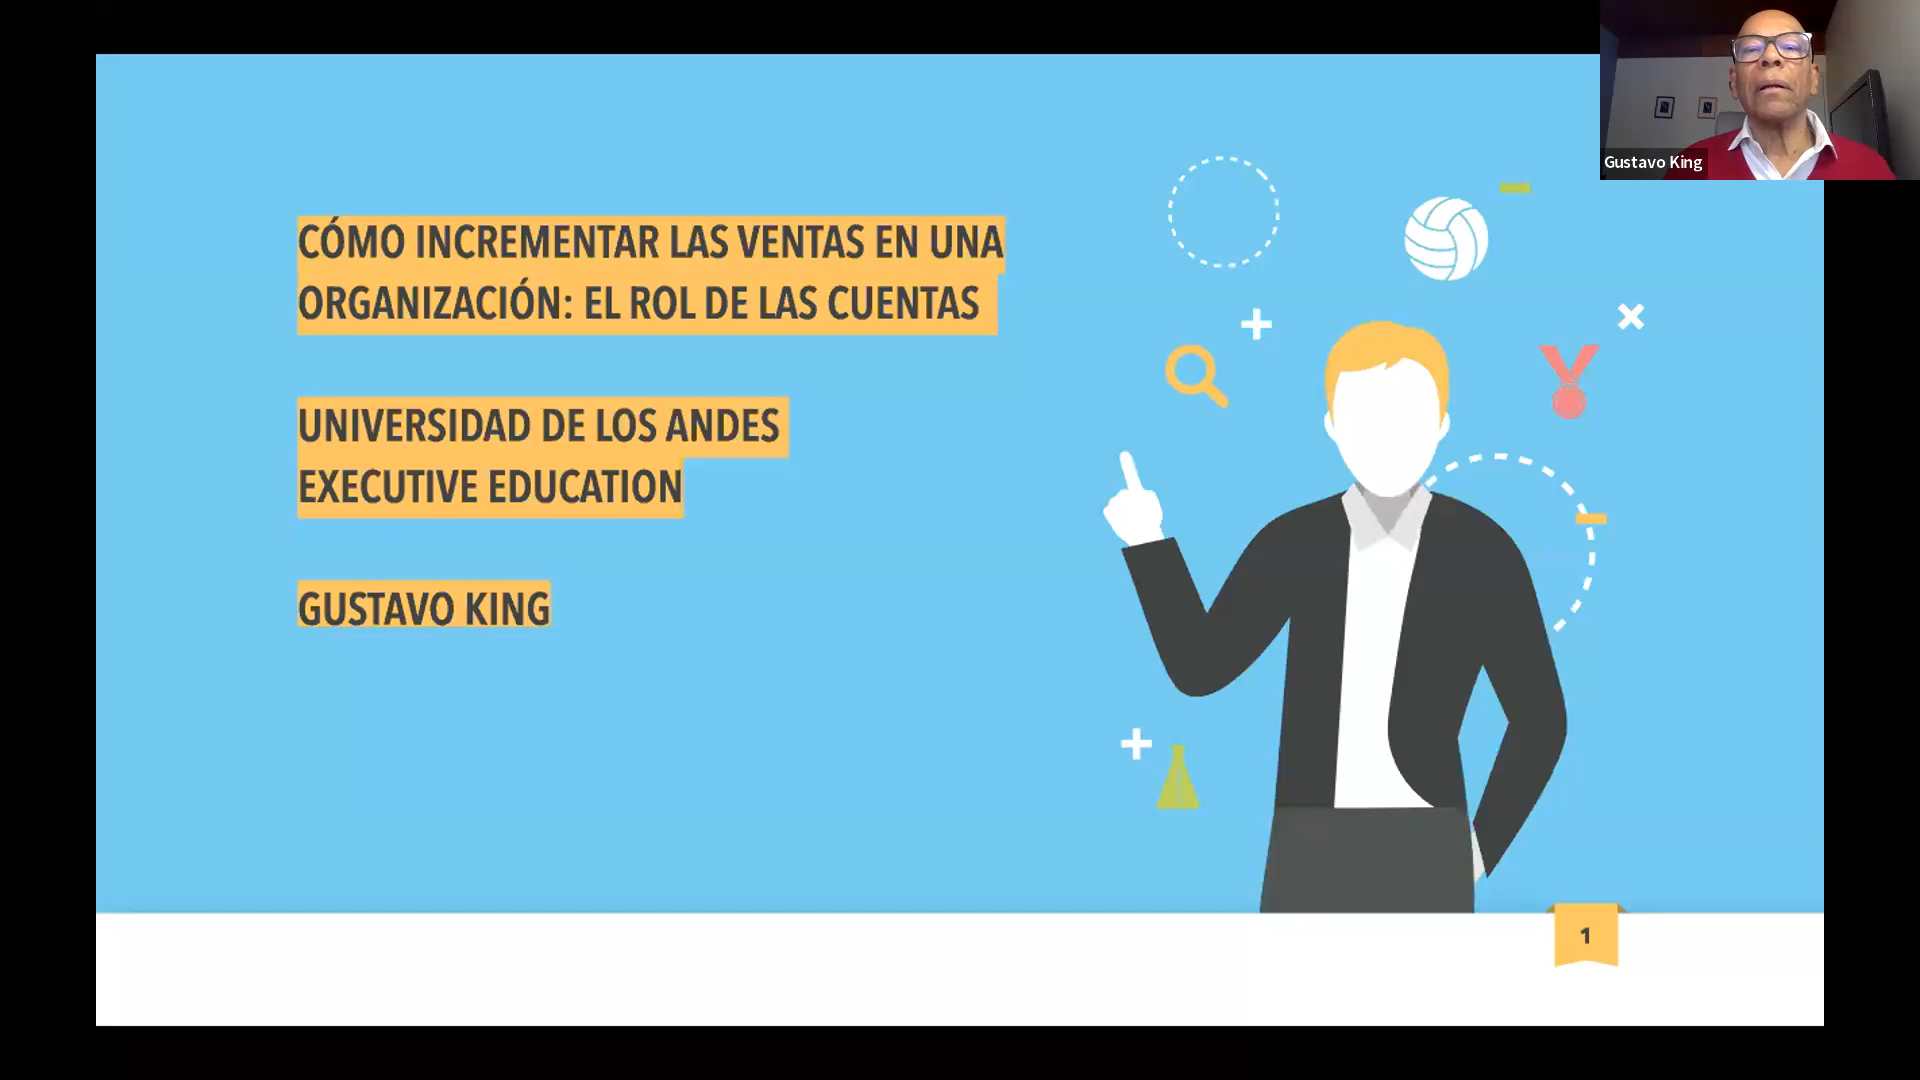 CÓMO INCREMENTAR LAS VENTAS EN UNA
ORGANIZACIÓN: EL ROL DE LAS CUENTAS
UNIVERSIDAD DE LOS ANDES
EXECUTIVE EDUCATION
GUSTAVO KING
Gustavo King
1